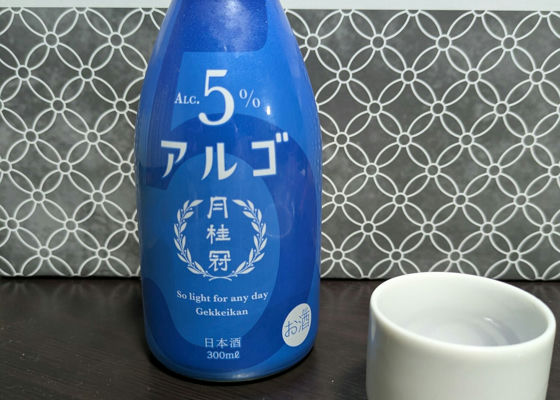 ALC. 5%
アルゴ
月
桂
冠
So light for any day
Gekkeikan
お酒
日本酒
300mℓ